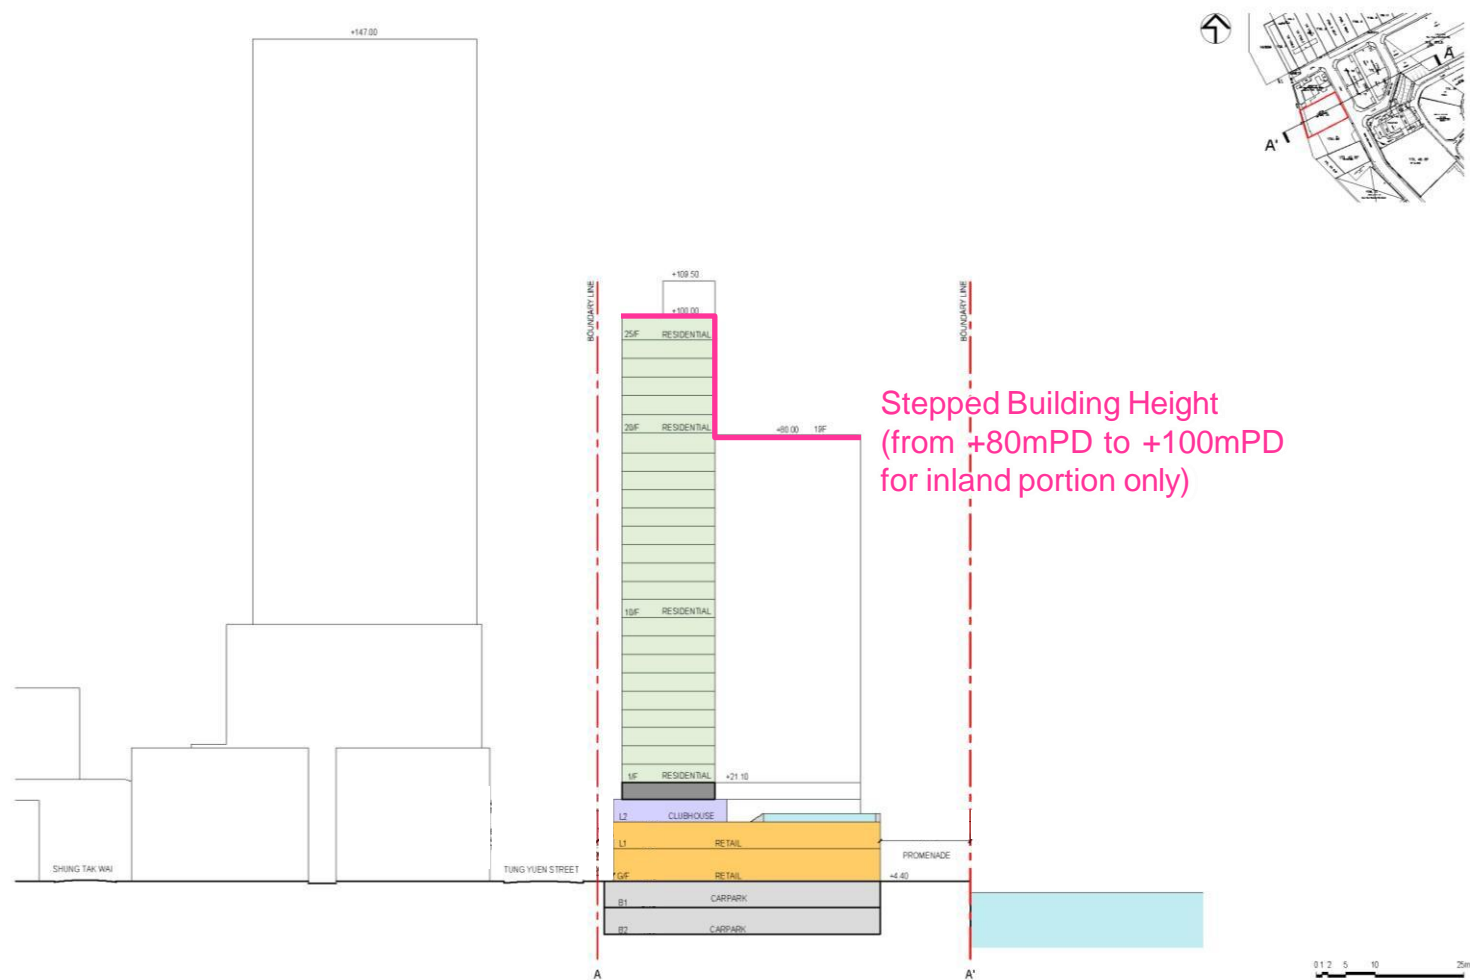 +147.00
A
A'
+109.50
BOUNDARY LINE
BOUNDARY LINE
+100.00
25/F RESIDENTIAL
Stepped Building Height
(from +80mPD to +100mPD
for inland portion only)
20/F RESIDENTIAL
+80.00 19F
10/F RESIDENTIAL
1/F RESIDENTIAL +21.10
L2 CLUBHOUSE
L1 RETAIL
PROMENADE
SHUNG TAK WAI
TUNG YUEN STREET
G/F RETAIL
+4.40
B1 CARPARK
B2 CARPARK
A
A'
0 1 2 5 10 25m